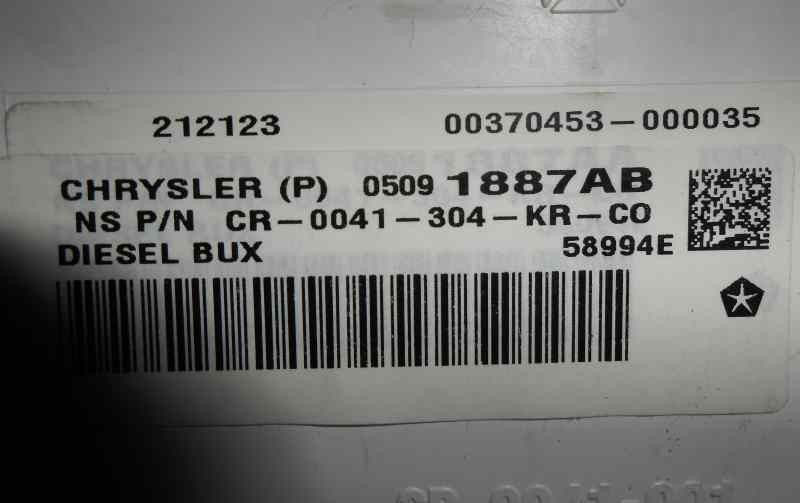 212123 00370453-000035
CHRYSLER (P) 0509 1887AB
NS P/N CR-0041-304-KR-CO
DIESEL BUX 58994E